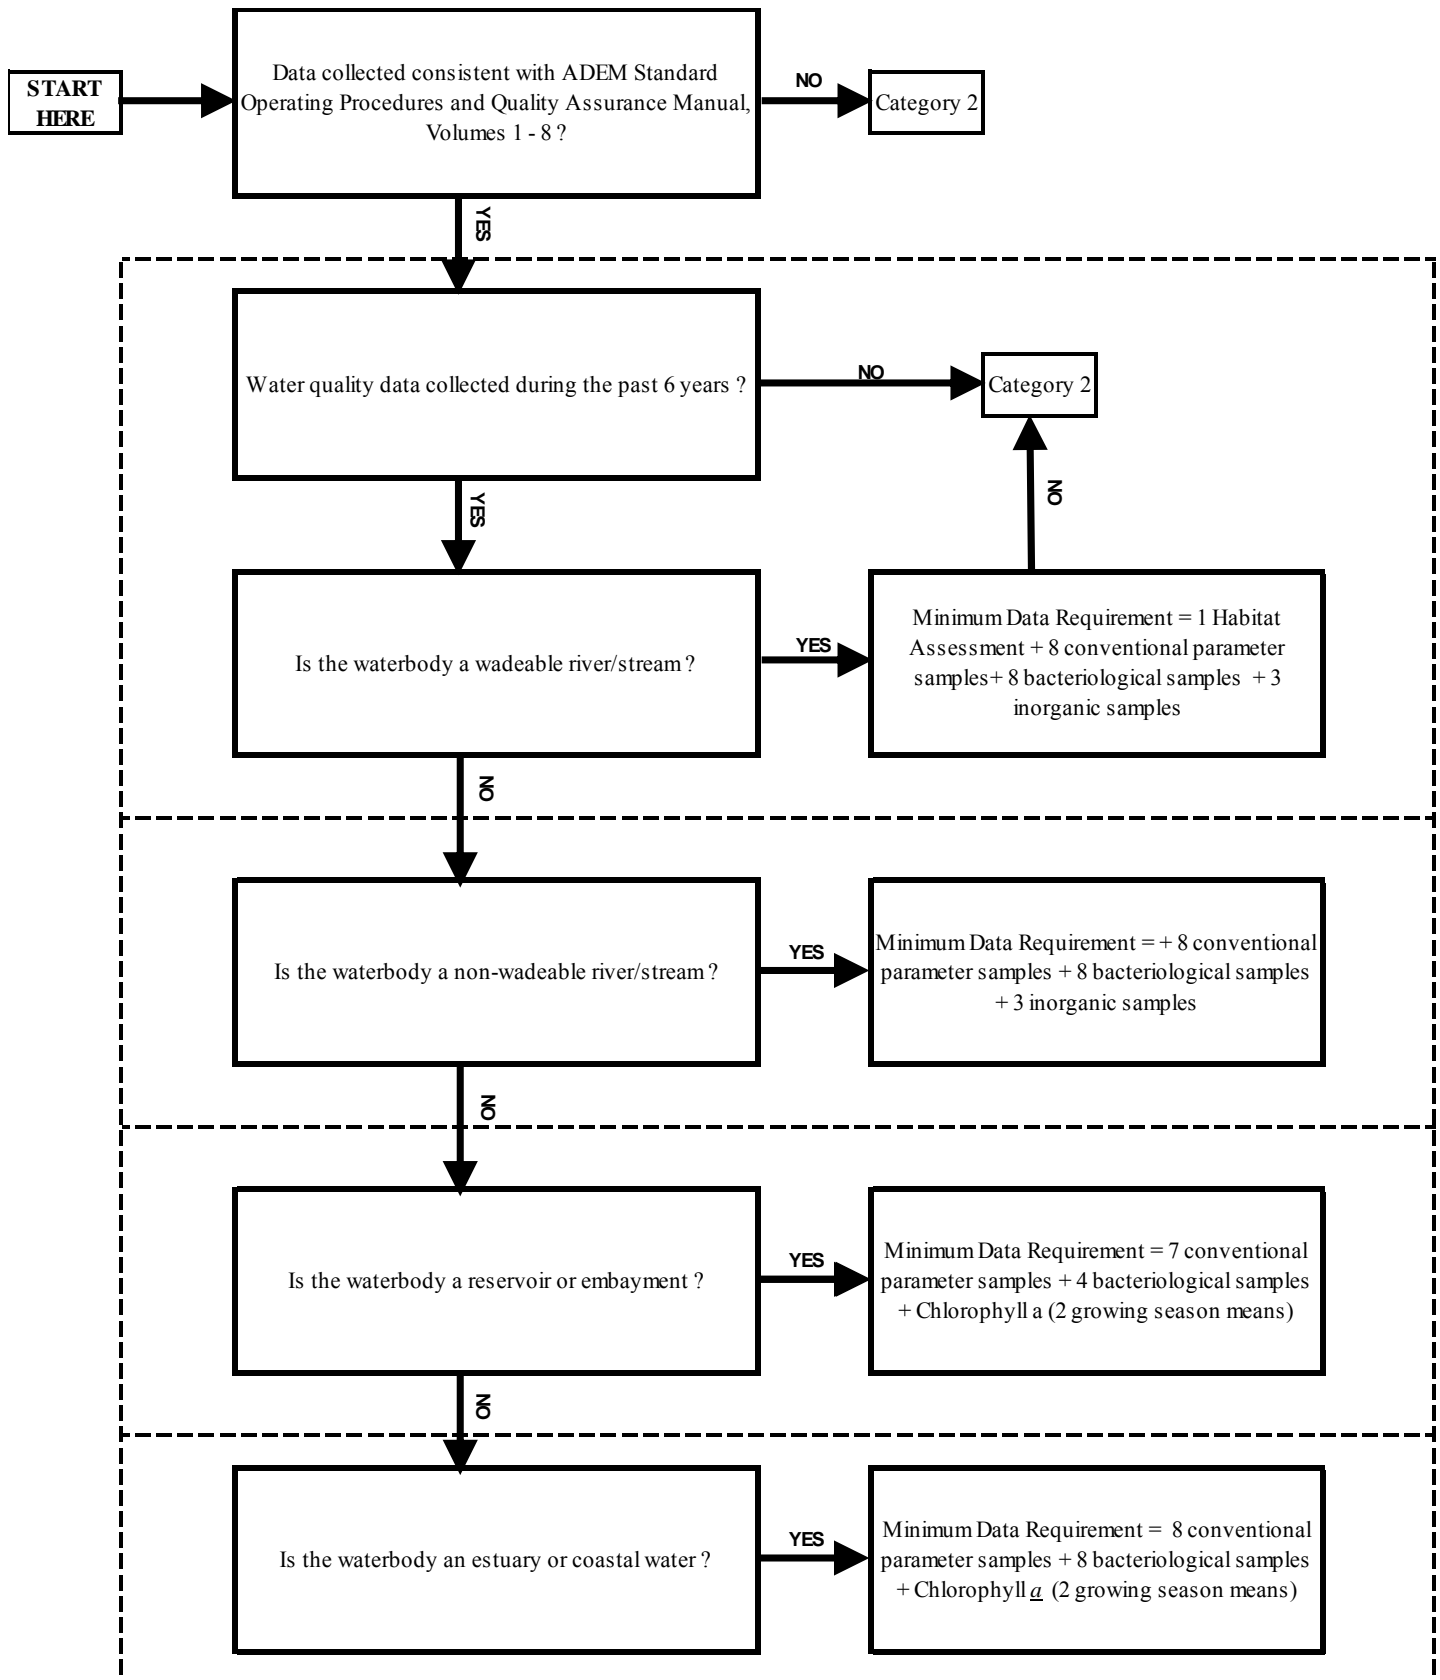 START
HERE
Data collected consistent with ADEM Standard
Operating Procedures and Quality Assurance Manual,
Volumes 1 - 8 ?
NO
Category 2
YES
Water quality data collected during the past 6 years ?
NO
Category 2
YES
NO
Is the waterbody a wadeable river/stream ?
YES
Minimum Data Requirement = 1 Habitat
Assessment + 8 conventional parameter
samples+ 8 bacteriological samples + 3
inorganic samples
NO
Is the waterbody a non-wadeable river/stream ?
YES
Minimum Data Requirement = + 8 conventional
parameter samples + 8 bacteriological samples
+ 3 inorganic samples
NO
Is the waterbody a reservoir or embayment ?
YES
Minimum Data Requirement = 7 conventional
parameter samples + 4 bacteriological samples
+ Chlorophyll a (2 growing season means)
NO
Is the waterbody an estuary or coastal water ?
YES
Minimum Data Requirement = 8 conventional
parameter samples + 8 bacteriological samples
+ Chlorophyll a (2 growing season means)